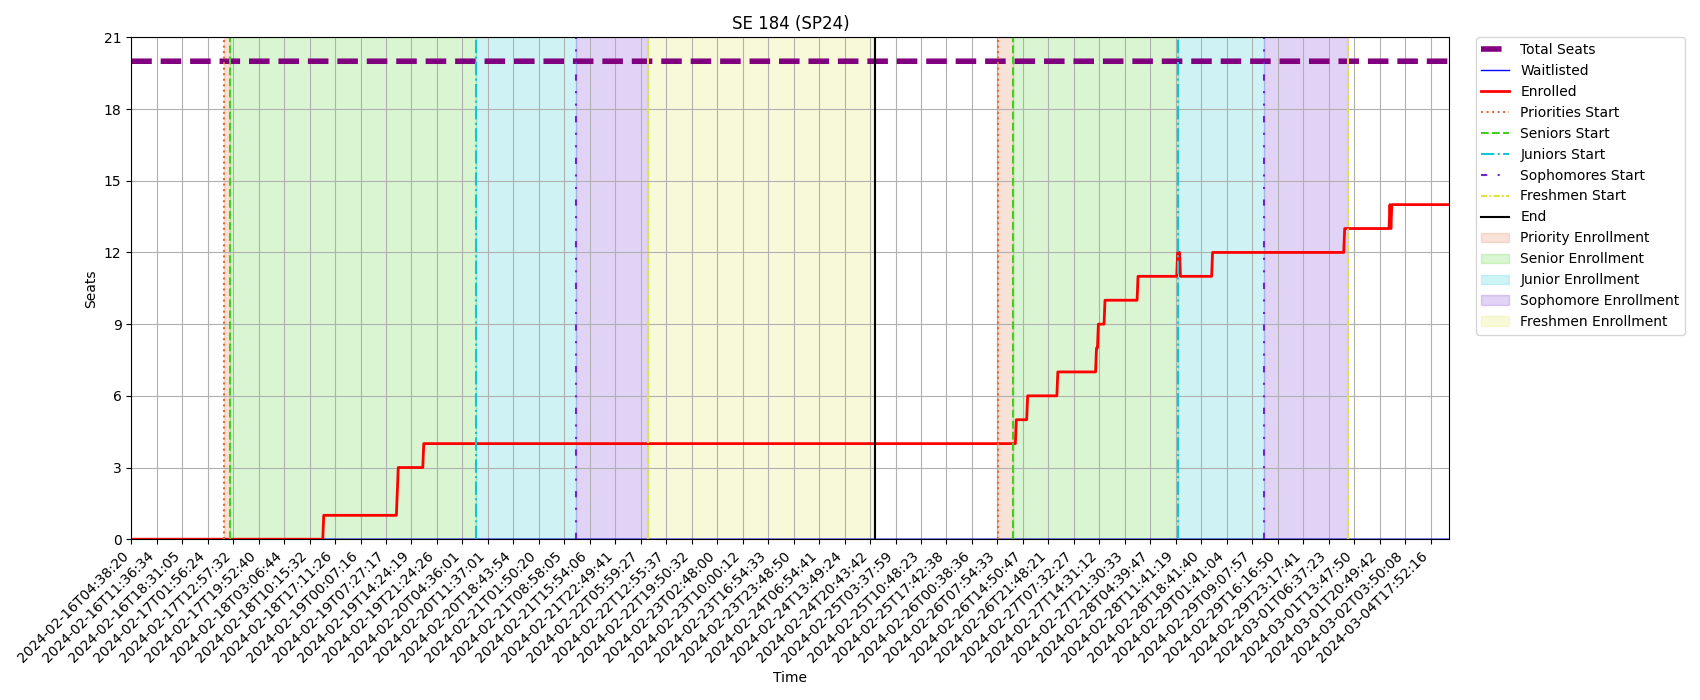 SE 184 (SP24)
21
18
15
12
9
6
3
0
Seats
2024-02-16T04:38:20
2024-02-16T11:36:34
2024-02-16T18:31:05
2024-02-17T01:56:24
2024-02-17T12:57:32
2024-02-17T19:52:40
2024-02-18T03:06:44
2024-02-18T10:15:32
2024-02-18T17:11:26
2024-02-19T00:07:16
2024-02-19T07:27:17
2024-02-19T14:24:19
2024-02-19T21:24:26
2024-02-20T04:36:01
2024-02-20T11:37:01
2024-02-20T18:43:54
2024-02-21T01:50:20
2024-02-21T08:58:05
2024-02-21T15:54:06
2024-02-21T22:49:41
2024-02-22T05:59:27
2024-02-22T12:55:37
2024-02-22T19:50:32
2024-02-23T02:48:00
2024-02-23T10:00:12
2024-02-23T16:54:33
2024-02-23T23:48:50
2024-02-24T06:54:41
2024-02-24T13:49:24
2024-02-24T20:43:42
2024-02-25T03:37:59
2024-02-25T10:48:23
2024-02-25T17:42:38
2024-02-26T00:38:36
2024-02-26T07:54:33
2024-02-26T14:50:47
2024-02-26T21:48:21
2024-02-27T07:32:27
2024-02-27T14:31:12
2024-02-27T21:30:33
2024-02-28T04:39:47
2024-02-28T11:41:19
2024-02-28T18:41:40
2024-02-29T01:41:04
2024-02-29T09:07:57
2024-02-29T16:16:50
2024-02-29T23:17:41
2024-03-01T06:37:23
2024-03-01T13:47:50
2024-03-01T20:49:42
2024-03-02T03:50:08
2024-03-04T17:52:16
Time
Total Seats
Waitlisted
Enrolled
Priorities Start
Seniors Start
Juniors Start
Sophomores Start
Freshmen Start
End
Priority Enrollment
Senior Enrollment
Junior Enrollment
Sophomore Enrollment
Freshmen Enrollment